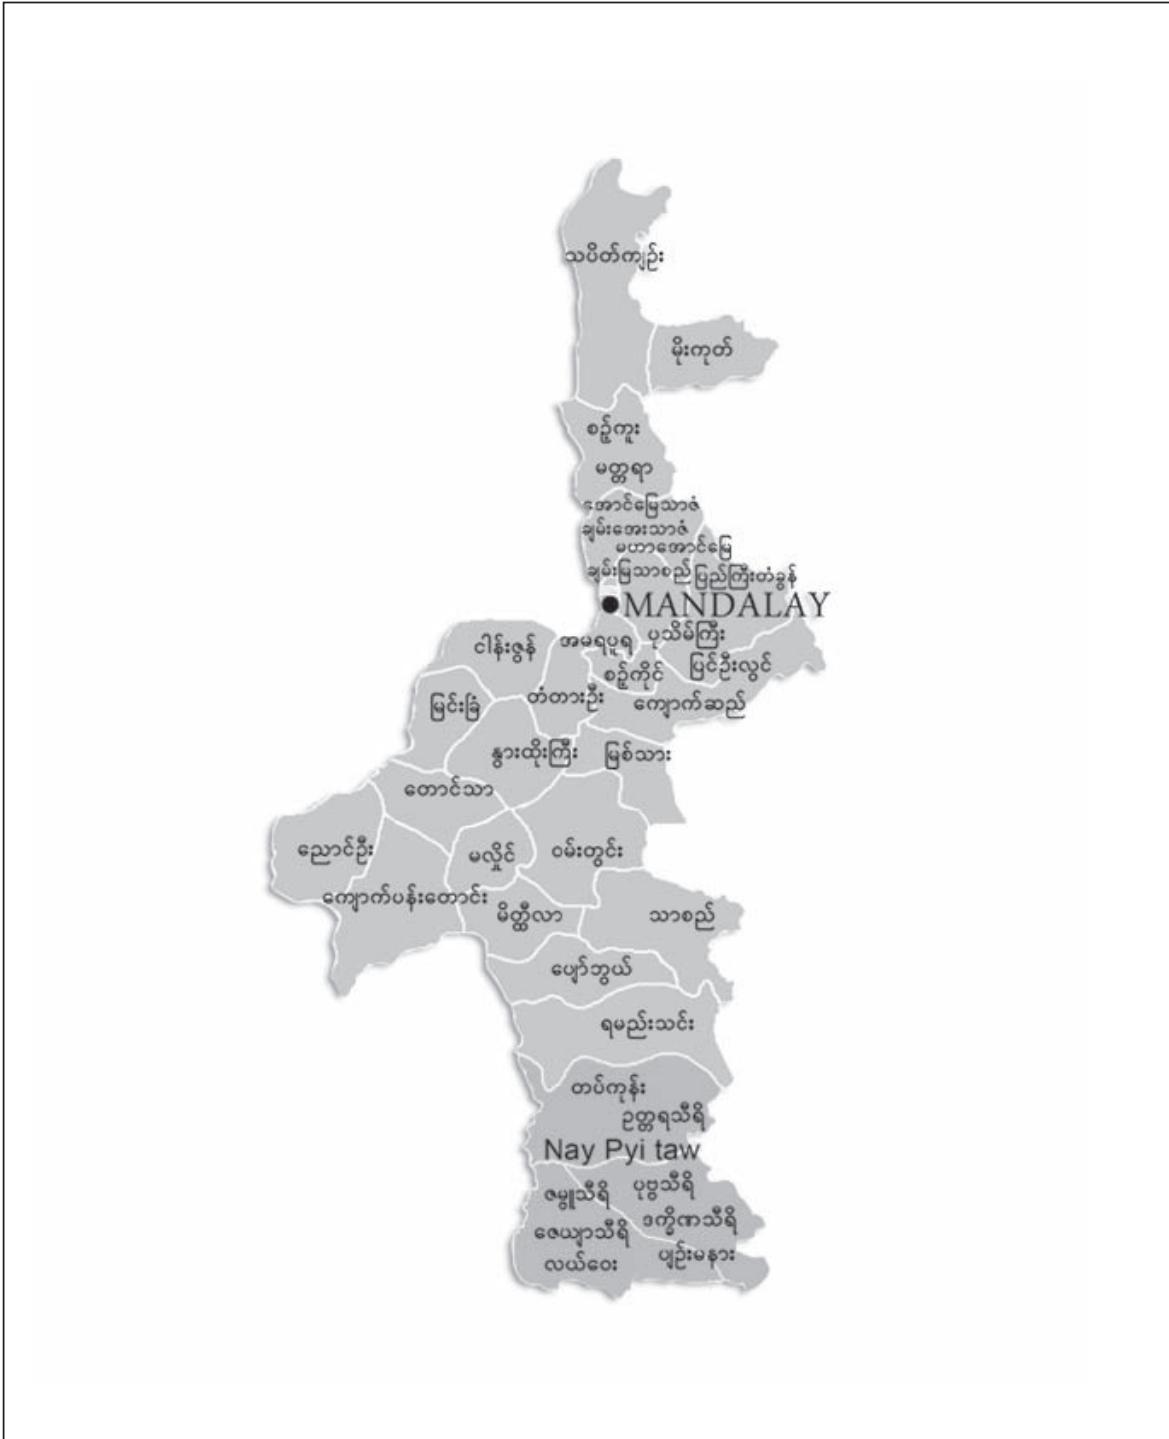 သပိတ်ကျဉ်း
မိုးကုတ်
စဉ့်ကူး
မတ္တရာ
အောင်မြေသာဇံ
ချမ်းအေးသာဇံ
မဟာအောင်မြေ
ချမ်းမြသာစည် ပြည်ကြီးတံခွန်
MANDALAY
ငါန်းဇွန် အမရပူရ ပုသိမ်ကြီး
စဉ့်ကိုင် ပြင်ဦးလွင်
မြင်းခြံ တံတားဦး ကျောက်ဆည်
နွားထိုးကြီး မြစ်သား
တောင်သာ
ညောင်ဦး မလှိုင် ဝမ်းတွင်း
ကျောက်ပန်းတောင်း
မိတ္ထီလာ သာစည်
ပျော်ဘွယ်
ရမည်းသင်း
တပ်ကုန်း
ဥတ္တရသီရိ
Nay Pyi taw
ဇမ္ဗူသီရိ ပုဗ္ဗသီရိ
ဒက္ခိဏသီရိ
ဇေယျာသီရိ
ပျဉ်းမနား
လယ်ဝေး